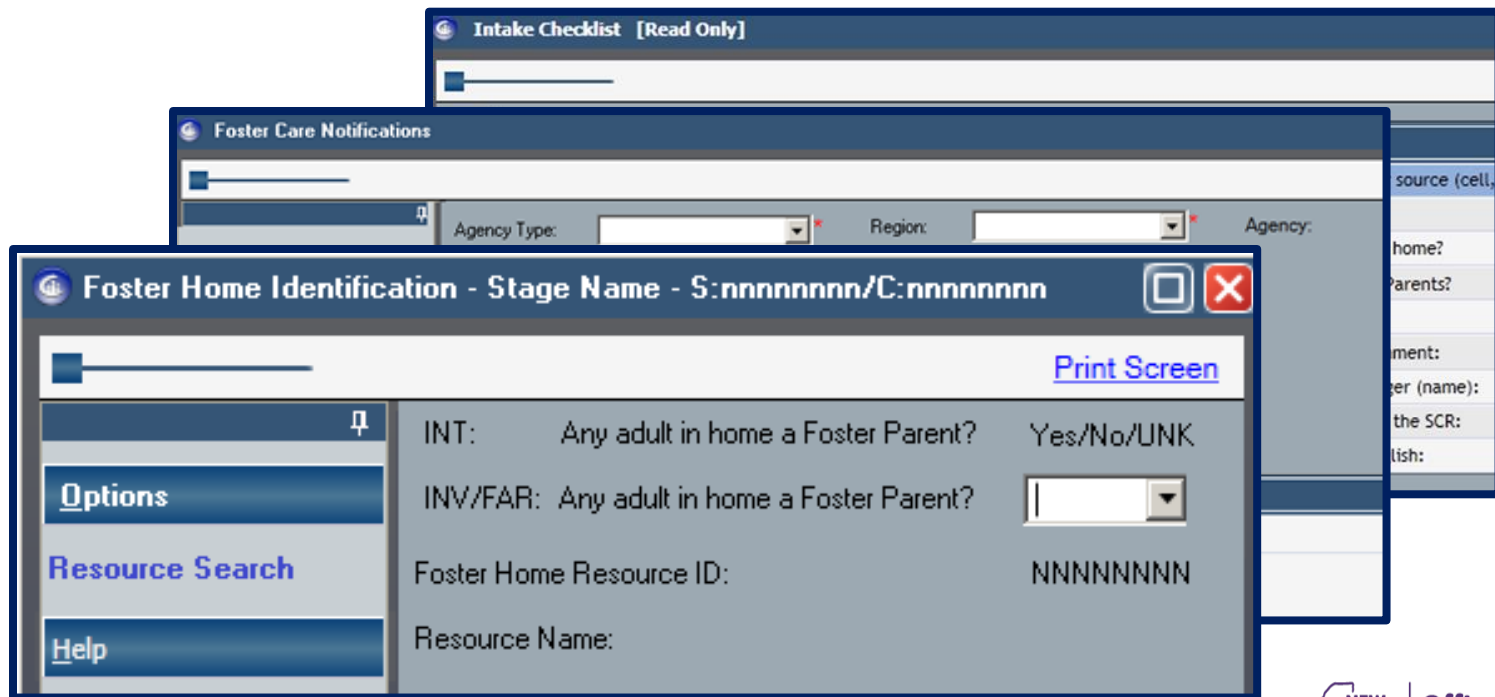 Intake Checklist [Read Only]
Foster Care Notifications
source (cell,
Agency Type: * Region: * Agency:
home?
Parents?
Foster Home Identification - Stage Name - S:nnnnnnnnn/C:nnnnnnnn
Print Screen
ment:
ger (name):
the SCR:
lish:
INT: Any adult in home a Foster Parent? Yes/No/UNK
Options
INV/FAR: Any adult in home a Foster Parent?
Resource Search
Foster Home Resource ID: NNNNNNNN
Help
Resource Name: